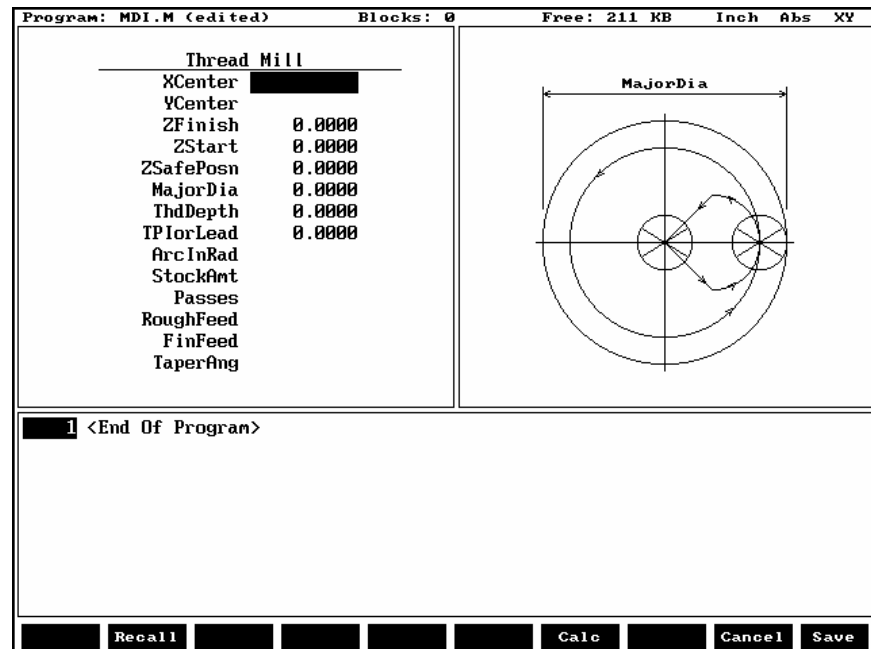 Program: MDI.M (edited) Blocks: 0 Free: 211 KB Inch Abs XY
Thread Mill
XCenter
YCenter
ZFinish 0.0000
ZStart 0.0000
ZSafePosn 0.0000
MajorDia 0.0000
ThdDepth 0.0000
TPIorLead 0.0000
ArcInRad
StockAmt
Passes
RoughFeed
FinFeed
TaperAng
MajorDia
1 <End Of Program>
Recall Calc Cancel Save